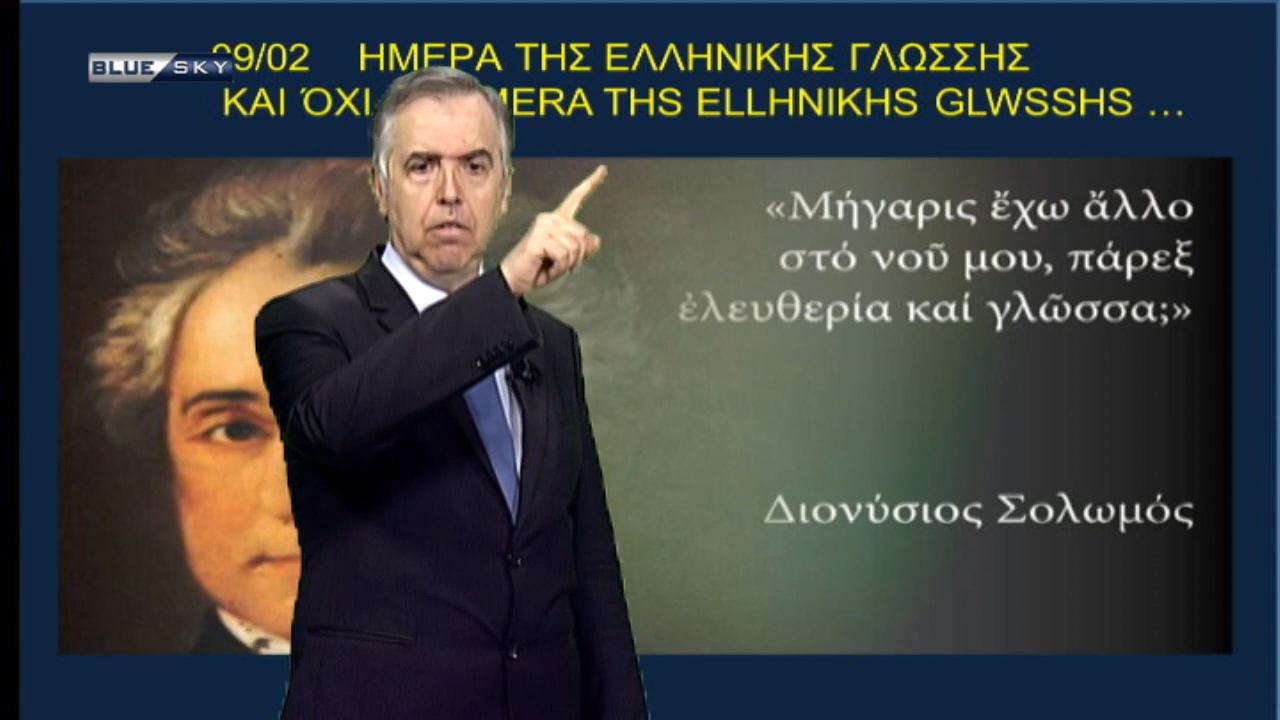 BLUE SKY
09/02 ΗΜΕΡΑ ΤΗΣ ΕΛΛΗΝΙΚΗΣ ΓΛΩΣΣΗΣ
ΚΑΙ ΌΧΙ MERA THS ELLHNIKHS GLWSSHS …
«Μήγαρις ἔχω ἄλλο
στό νοῦ μου, πάρεξ
ἐλευθερία καί γλῶσσα;»
Διονύσιος Σολωμός